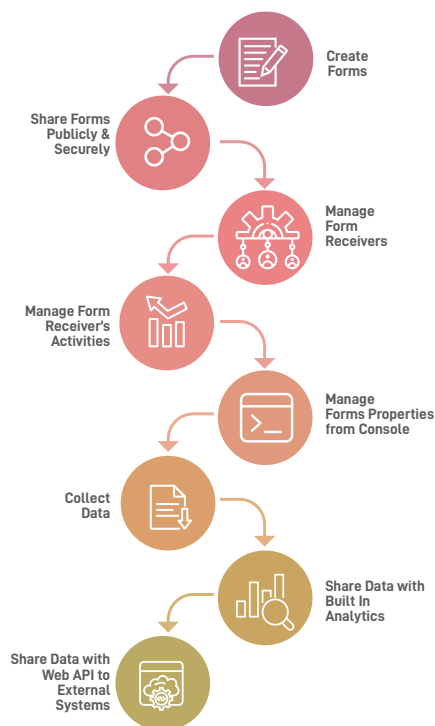 Create
Forms
Share Forms
Publicly &
Securely
Manage
Form
Receivers
Manage Form
Receiver's
Activities
Manage
Forms Properties
from Console
Collect
Data
Share Data with
Built In
Analytics
Share Data with
Web API to
External
Systems